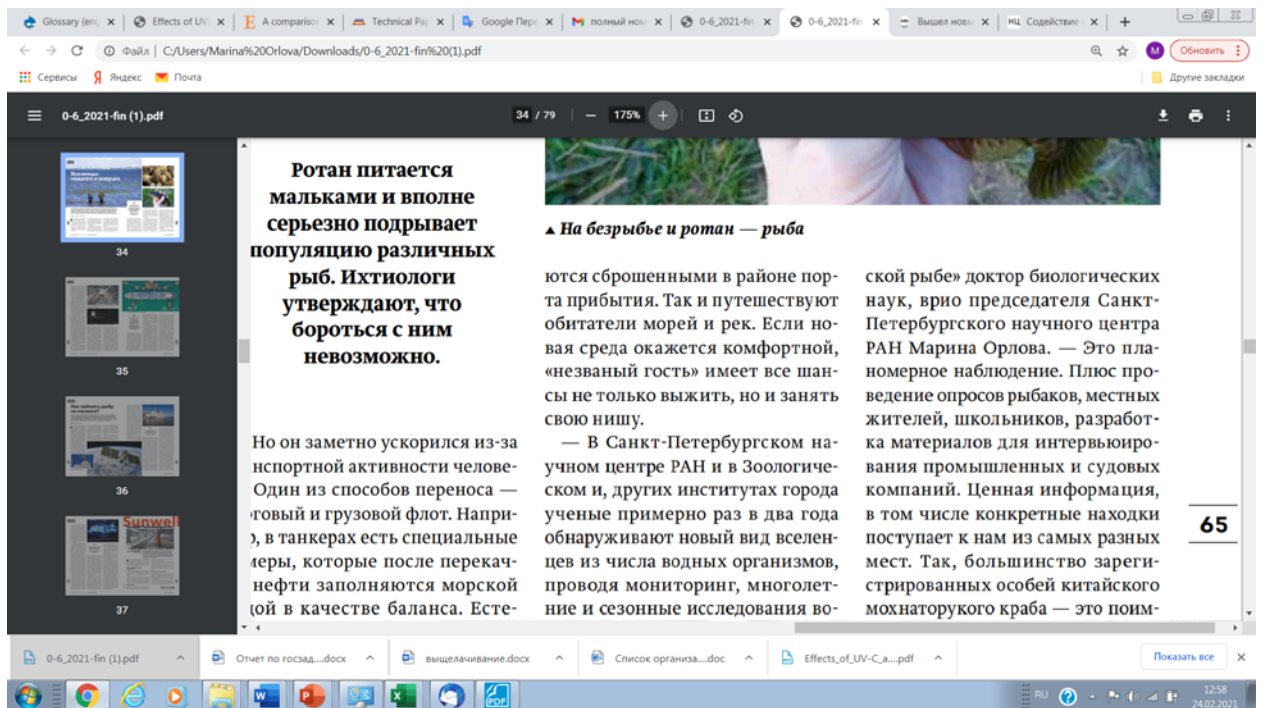 Glossary (eng
Effects of UV
A comparison
Technical Pap
Google Пере
полный ном
0-6_2021-fin
0-6_2021-fin
Вышел новы
Содействие
Файл | C:/Users/Marina%20Orlova/Downloads/0-6_2021-fin%20(1).pdf
M
Обновить
Сервисы
Яндекс
Почта
Другие закладки
0-6_2021-fin (1).pdf
34 / 79
175%
34
35
36
Sunwell
37
Ротан питается
мальками и вполне
серьезно подрывает
популяцию различных
рыб. Ихтиологи
утверждают, что
бороться с ним
невозможно.
Но он заметно ускорился из-за
нспортной активности челове-
Один из способов переноса —
рговый и грузовой флот. Напри-
р, в танкерах есть специальные
меры, которые после перекач-
нефти заполняются морской
дой в качестве баланса. Есте-
▲ На безрыбье и ротан — рыба
ются сброшенными в районе пор-
та прибытия. Так и путешествуют
обитатели морей и рек. Если но-
вая среда окажется комфортной,
«незваный гость» имеет все шан-
сы не только выжить, но и занять
свою нишу.
— В Санкт-Петербургском на-
учном центре РАН и в Зоологиче-
ском и, других институтах города
ученые примерно раз в два года
обнаруживают новый вид вселен-
цев из числа водных организмов,
проводя мониторинг, многолет-
ние и сезонные исследования во-
ской рыбе» доктор биологических
наук, врио председателя Санкт-
Петербургского научного центра
РАН Марина Орлова. — Это пла-
номерное наблюдение. Плюс про-
ведение опросов рыбаков, местных
жителей, школьников, разработ-
ка материалов для интервьюиро-
вания промышленных и судовых
компаний. Ценная информация,
в том числе конкретные находки
поступает к нам из самых разных
мест. Так, большинство зареги-
стрированных особей китайского
мохнаторукого краба — это поим-
65
0-6_2021-fin (1).pdf
Отчет по госзад....docx
выщелачивание.docx
Список организа....doc
Effects_of_UV-C_a....pdf
Показать все
RU
12:58
24.02.2021